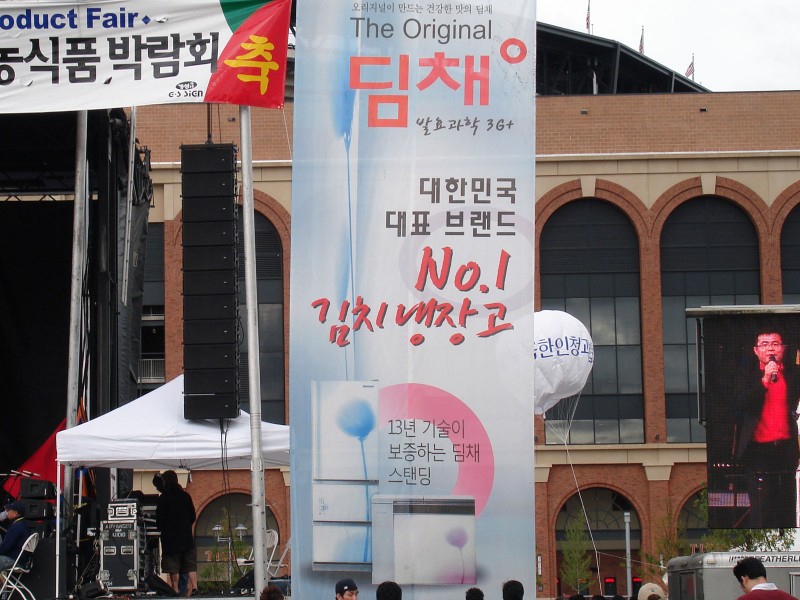 oduct Fair
농식품 박람회
축
E·SSIEN
오리지널이 만드는 건강한 맛의 딤채
The Original
딤채
발효과학 3G+
대한민국
대표 브랜드
No.1
김치냉장고
13년 기술이
보증하는 딤채
스탠딩
한인청과
FEATHERL